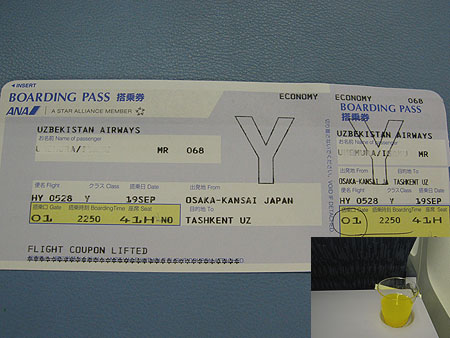 INSERT
BOARDING PASS 搭乗券
ANA A STAR ALLIANCE MEMBER
ECONOMY
UZBEKISTAN AIRWAYS
お名前 Name of passenger
MR 068
Y
便名 Flight クラス Class 搭乗日 Date 出発地 From
HY 0528 Y 19SEP OSAKA-KANSAI JAPAN
搭乗口 Gate 搭乗時刻 BoardingTime 座席 Seat 目的地 To
01 2250 41H NO TASHKENT UZ
FLIGHT COUPON LIFTED
ECONOMY 068
BOARDING PASS
搭乗券
UZBEKISTAN AIRWAYS
お名前 Name of passenger
MR
出発地 From 目的地 To
OSAKA-KANSAI JA TASHKENT
便名 Flight クラス Class 搭乗日 Date
HY 0528 Y 19SEP
搭乗口 Gate 搭乗時刻 BoardingTime 座席 Seat
01 2250 41H